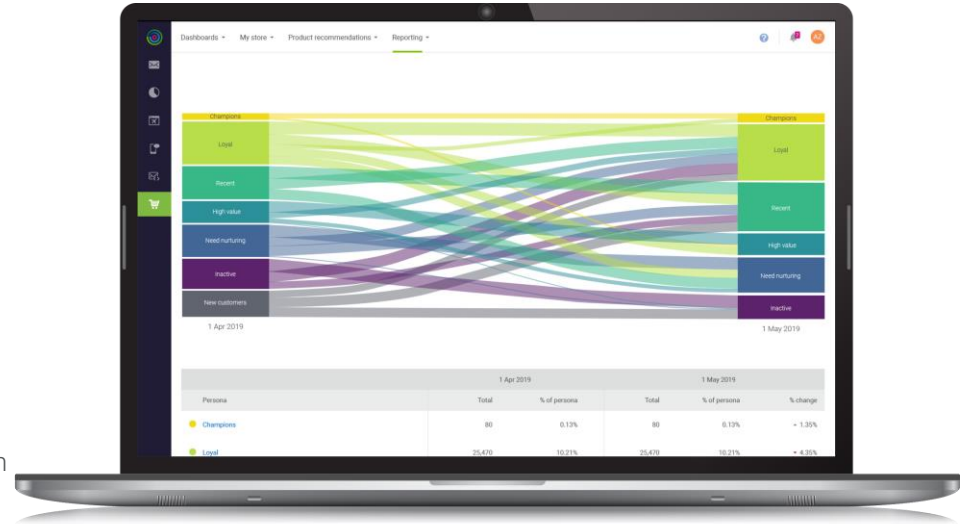 Dashboards My store Product recommendations Reporting
AZ
Champions Champions
Loyal Loyal
Recent Recent
High value High value
Need nurturing Need nurturing
Inactive Inactive
New customers
1 Apr 2019 1 May 2019
1 Apr 2019 1 May 2019
Persona Total % of persona Total % of persona % change
Champions 80 0.13% 80 0.13% 1.35%
Loyal 25,470 10.21% 25,470 10.21% 4.35%